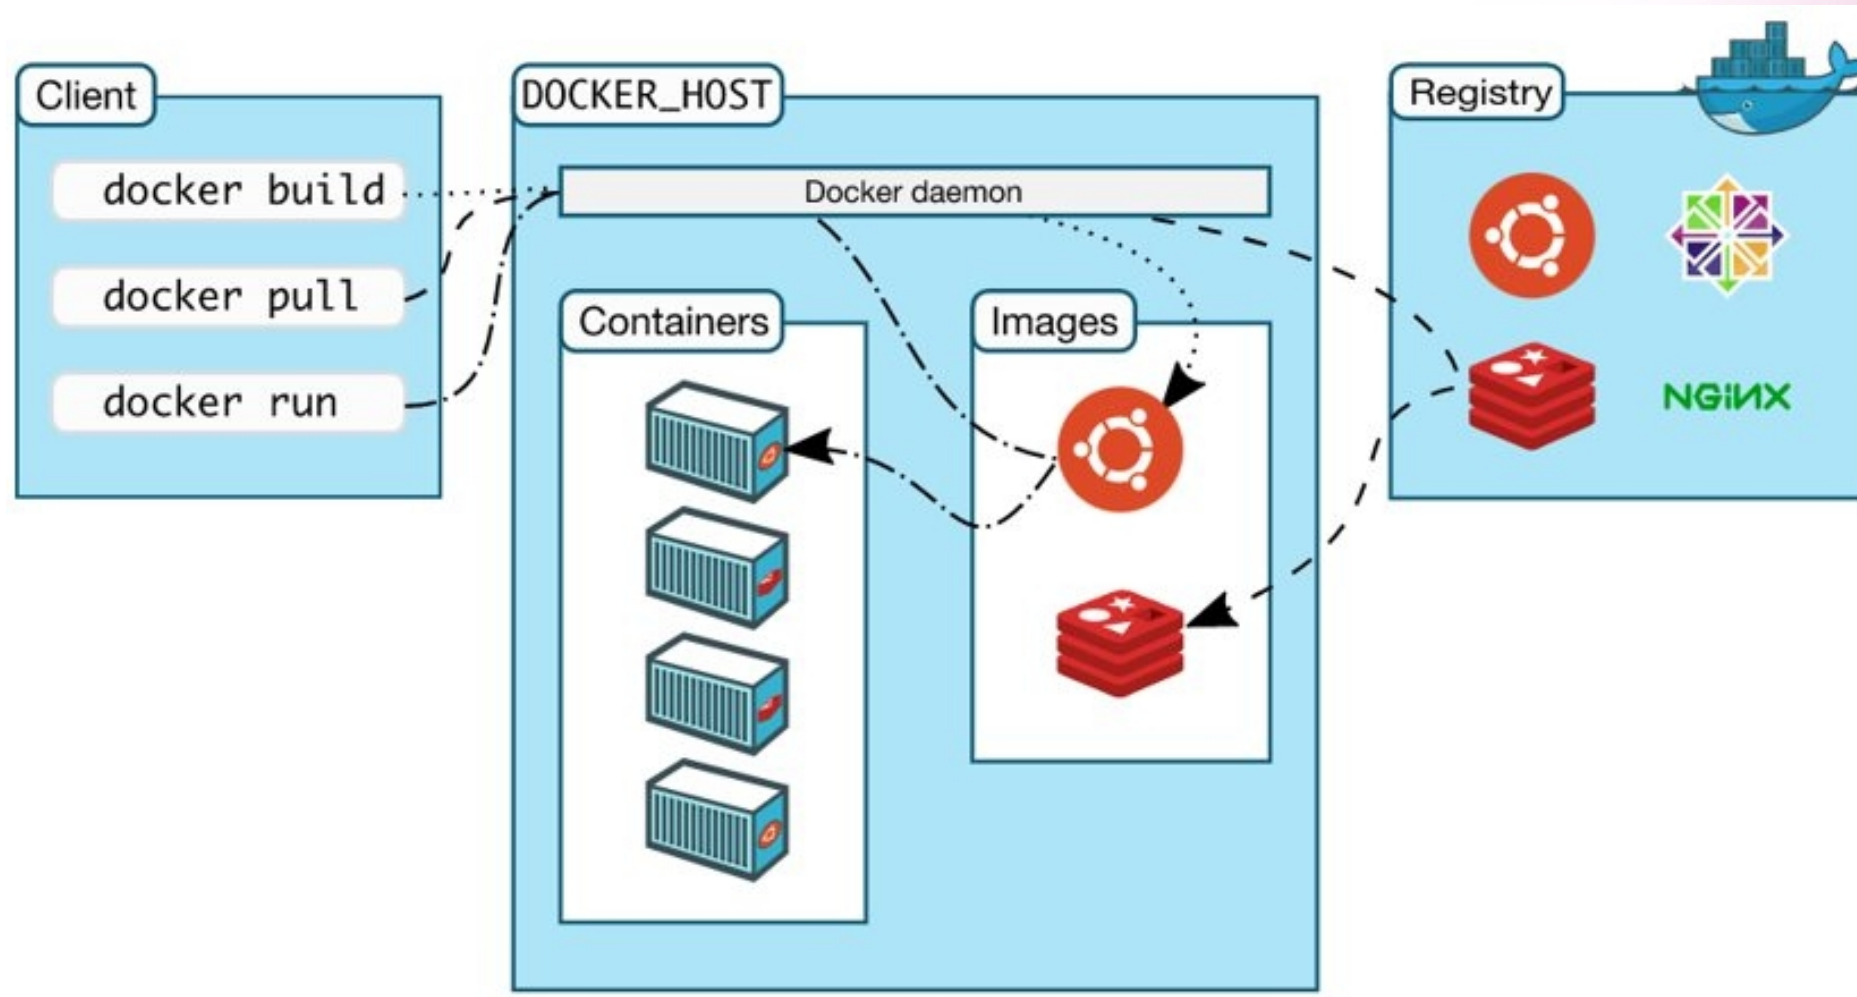 Client
docker build
docker pull
docker run
DOCKER_HOST
Docker daemon
Containers
Images
Registry
NGiNX